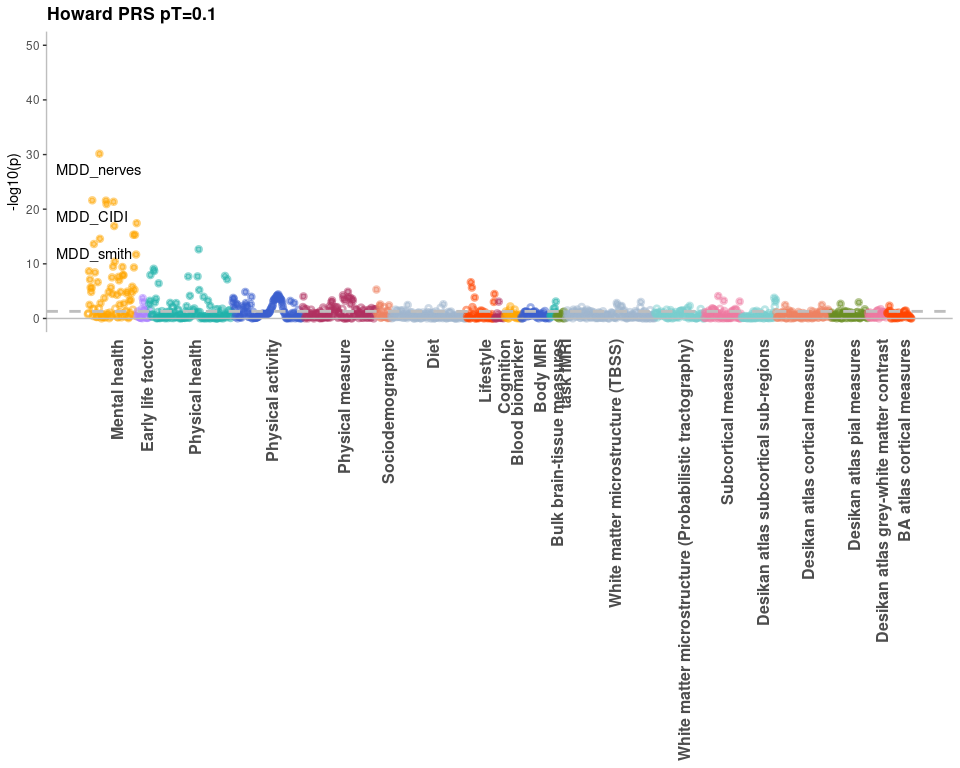 Howard PRS pT=0.1
50
40
30
20
10
0
-log10(p)
MDD_nerves
MDD_CIDI
MDD_smith
Mental health
Early life factor
Physical health
Physical activity
Physical measure
Sociodemographic
Diet
Lifestyle
Cognition
Blood biomarker
Body MRI
Bulk brain-tissue measures
task fMRI
White matter microstructure (TBSS)
White matter microstructure (Probabilistic tractography)
Subcortical measures
Desikan atlas subcortical sub-regions
Desikan atlas cortical measures
Desikan atlas pial measures
Desikan atlas grey-white matter contrast
BA atlas cortical measures